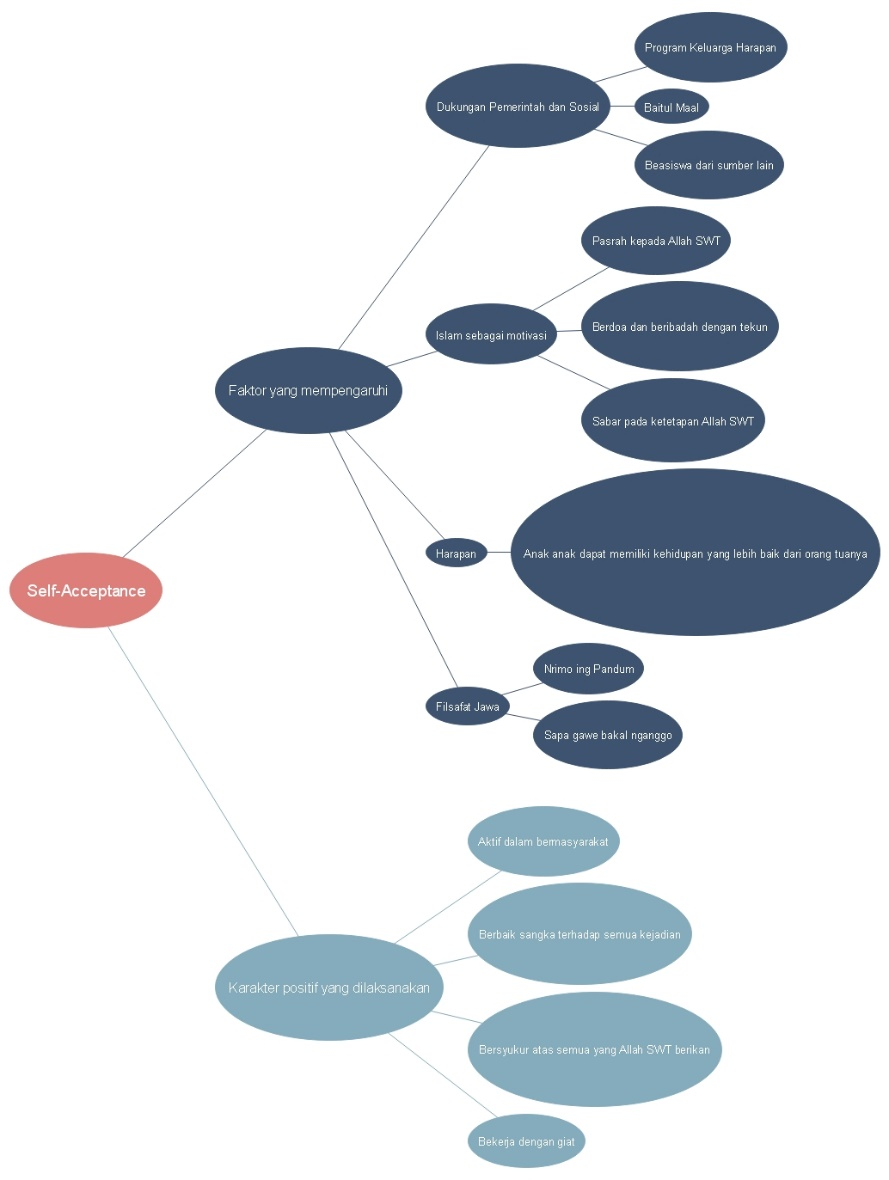 Self-Acceptance
Faktor yang mempengaruhi
Dukungan Pemerintah dan Sosial
Program Keluarga Harapan
Baitul Maal
Beasiswa dari sumber lain
Islam sebagai motivasi
Pasrah kepada Allah SWT
Berdoa dan beribadah dengan tekun
Sabar pada ketetapan Allah SWT
Harapan
Anak anak dapat memiliki kehidupan yang lebih baik dari orang tuanya
Filsafat Jawa
Nrimo ing Pandum
Sapa gawe bakal nganggo
Karakter positif yang dilaksanakan
Aktif dalam bermasyarakat
Berbaik sangka terhadap semua kejadian
Bersyukur atas semua yang Allah SWT berikan
Bekerja dengan giat